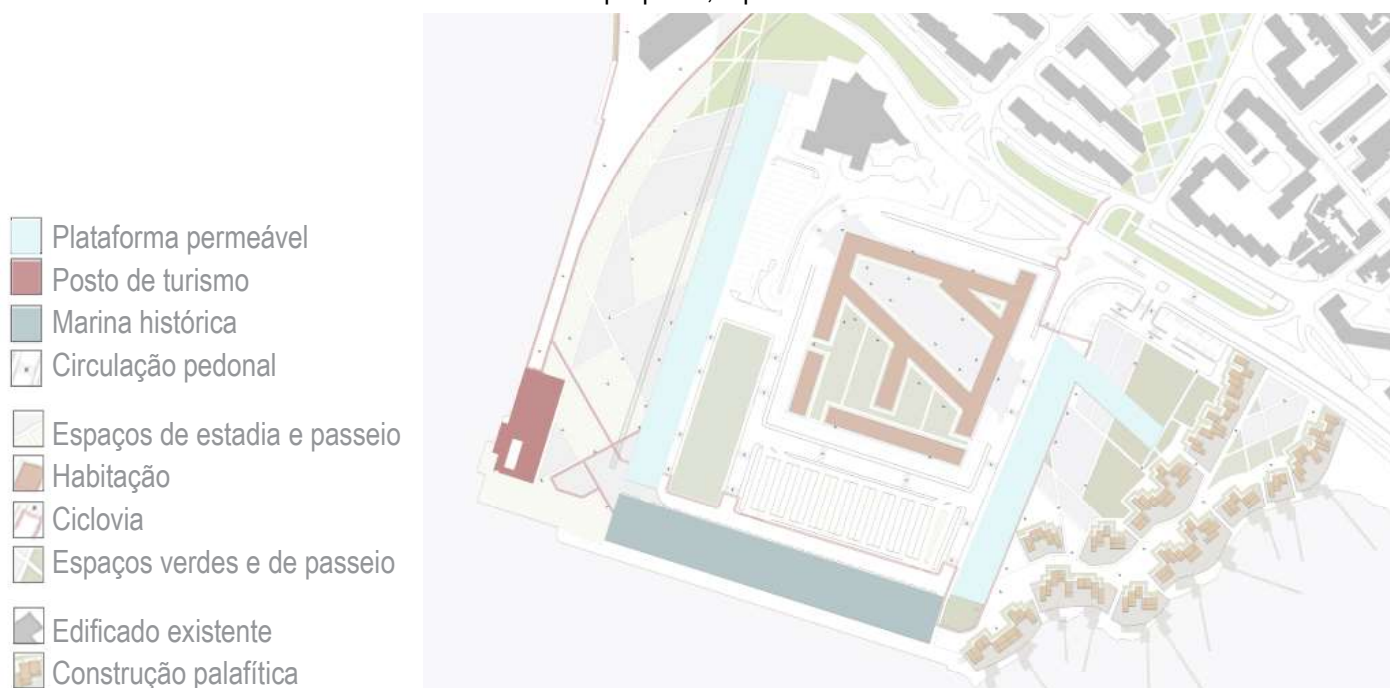 Plataforma permeável
Posto de turismo
Marina histórica
Circulação pedonal
Espaços de estadia e passeio
Habitação
Ciclovia
Espaços verdes e de passeio
Edificado existente
Construção palafítica